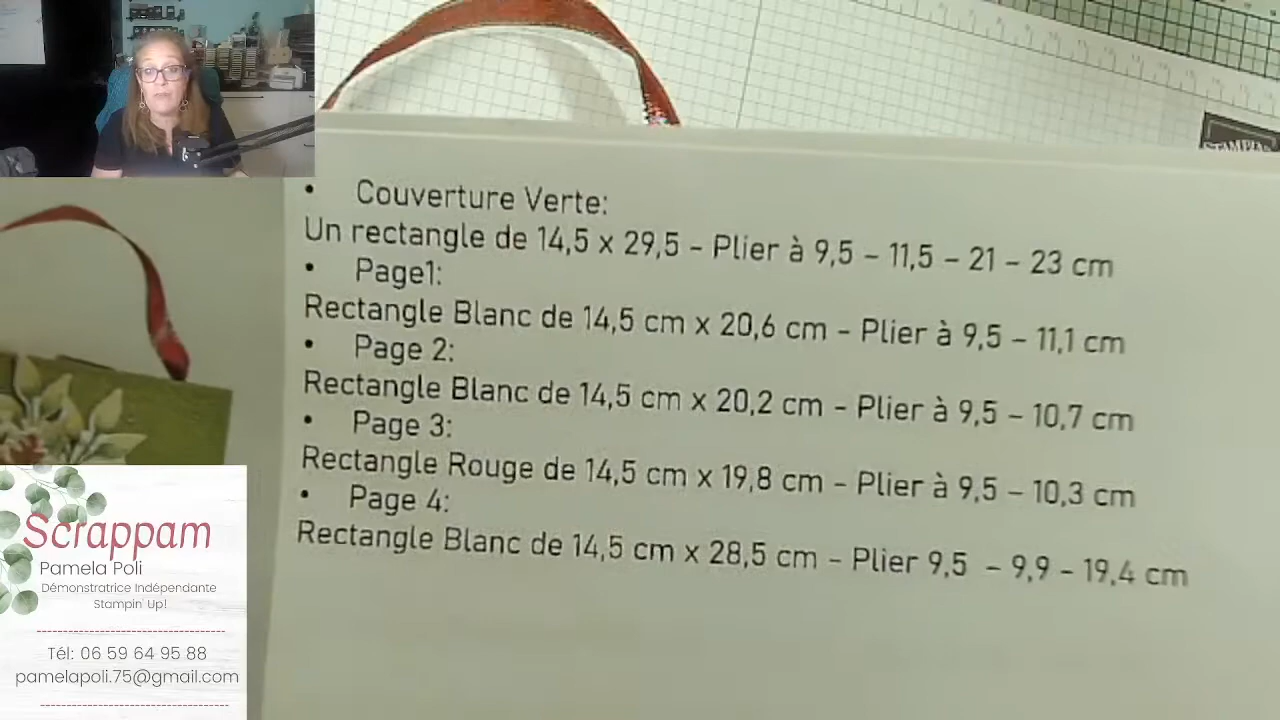 STAMPIN
• Couverture Verte:
Un rectangle de 14,5 x 29,5 – Plier à 9,5 – 11,5 – 21 – 23 cm
• Page1:
Rectangle Blanc de 14,5 cm x 20,6 cm – Plier à 9,5 – 11,1 cm
• Page 2:
Rectangle Blanc de 14,5 cm x 20,2 cm – Plier à 9,5 – 10,7 cm
• Page 3:
Rectangle Rouge de 14,5 cm x 19,8 cm – Plier à 9,5 – 10,3 cm
• Page 4:
Rectangle Blanc de 14,5 cm x 28,5 cm – Plier 9,5 – 9,9 – 19,4 cm
Scrappam
Pamela Poli
Démonstratrice Indépendante
Stampin' Up!
Tél: 06 59 64 95 88
pamelapoli.75@gmail.com